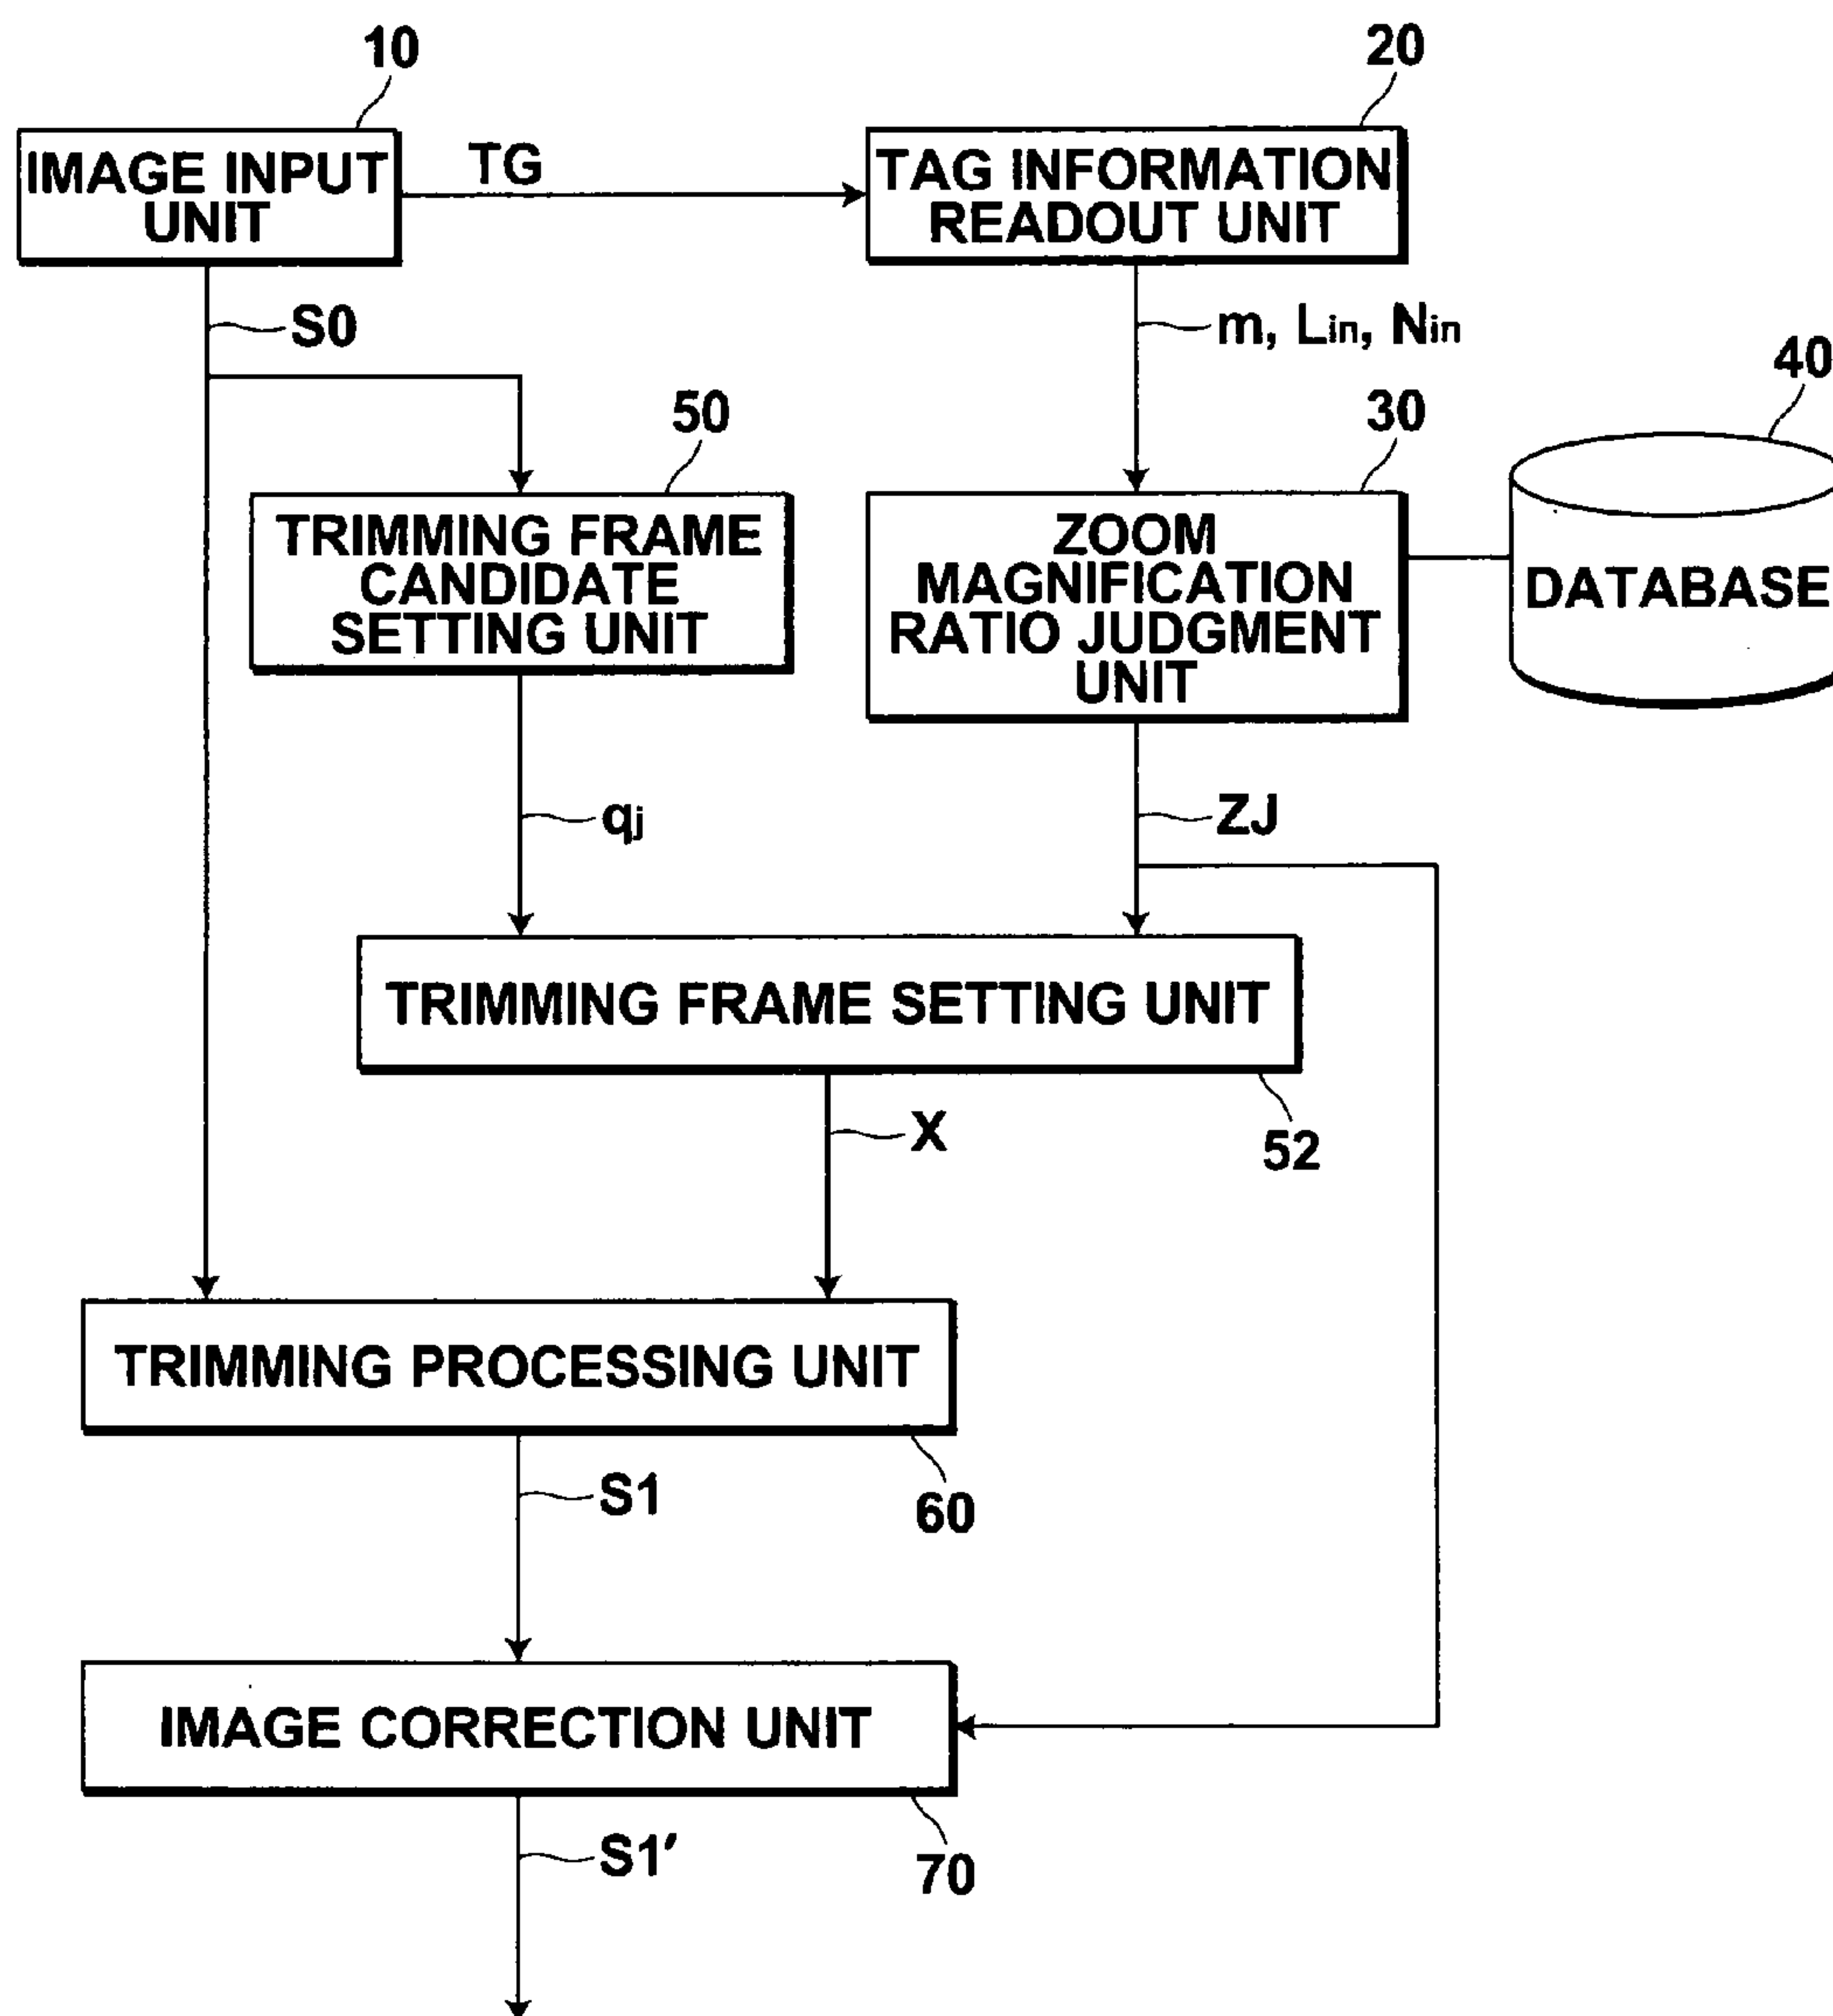 10
20
IMAGE INPUT
UNIT
TG
TAG INFORMATION
READOUT UNIT
S0
m, Lin, Nin
40
50
30
TRIMMING FRAME
CANDIDATE
SETTING UNIT
ZOOM
MAGNIFICATION
RATIO JUDGMENT
UNIT
DATABASE
qj
ZJ
TRIMMING FRAME SETTING UNIT
X
52
TRIMMING PROCESSING UNIT
S1
60
IMAGE CORRECTION UNIT
S1′
70